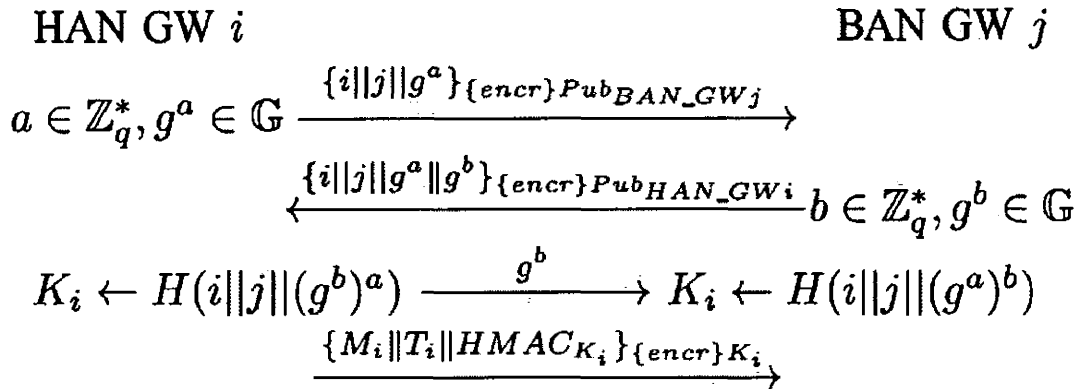 HAN GW i BAN GW j
{i||j||g^a}_{encr}Pub_{BAN_GWj}
a ∈ ℤ_q^*, g^a ∈ 𝔾
{i||j||g^a||g^b}_{encr}Pub_{HAN_GWi}
b ∈ ℤ_q^*, g^b ∈ 𝔾
K_i ← H(i||j||(g^b)^a) g^b K_i ← H(i||j||(g^a)^b)
{M_i||T_i||HMAC_{K_i}}_{encr}K_i